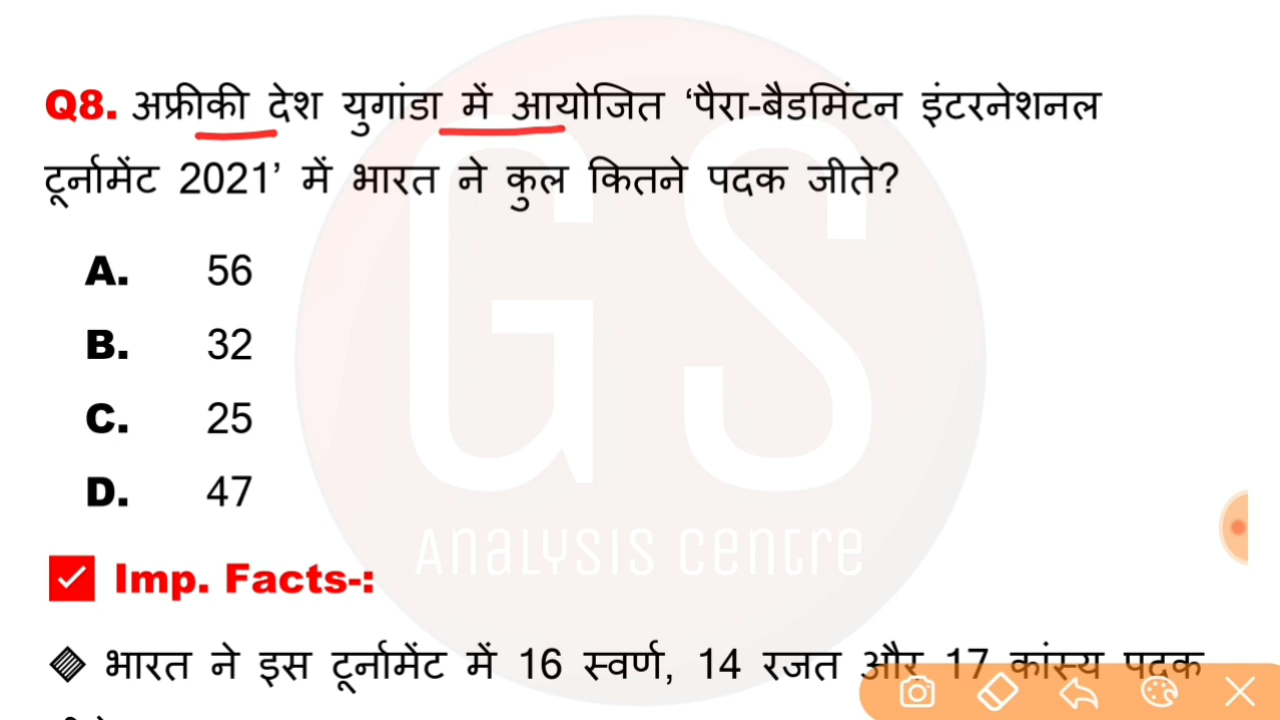 Q8. अफ्रीकी देश युगांडा में आयोजित ‘पैरा-बैडमिंटन इंटरनेशनल
टूर्नामेंट 2021’ में भारत ने कुल कितने पदक जीते?
A. 56
B. 32
C. 25
D. 47
GS
Analysis Centre
Imp. Facts-:
भारत ने इस टूर्नामेंट में 16 स्वर्ण, 14 रजत और 17 कांस्य पदक